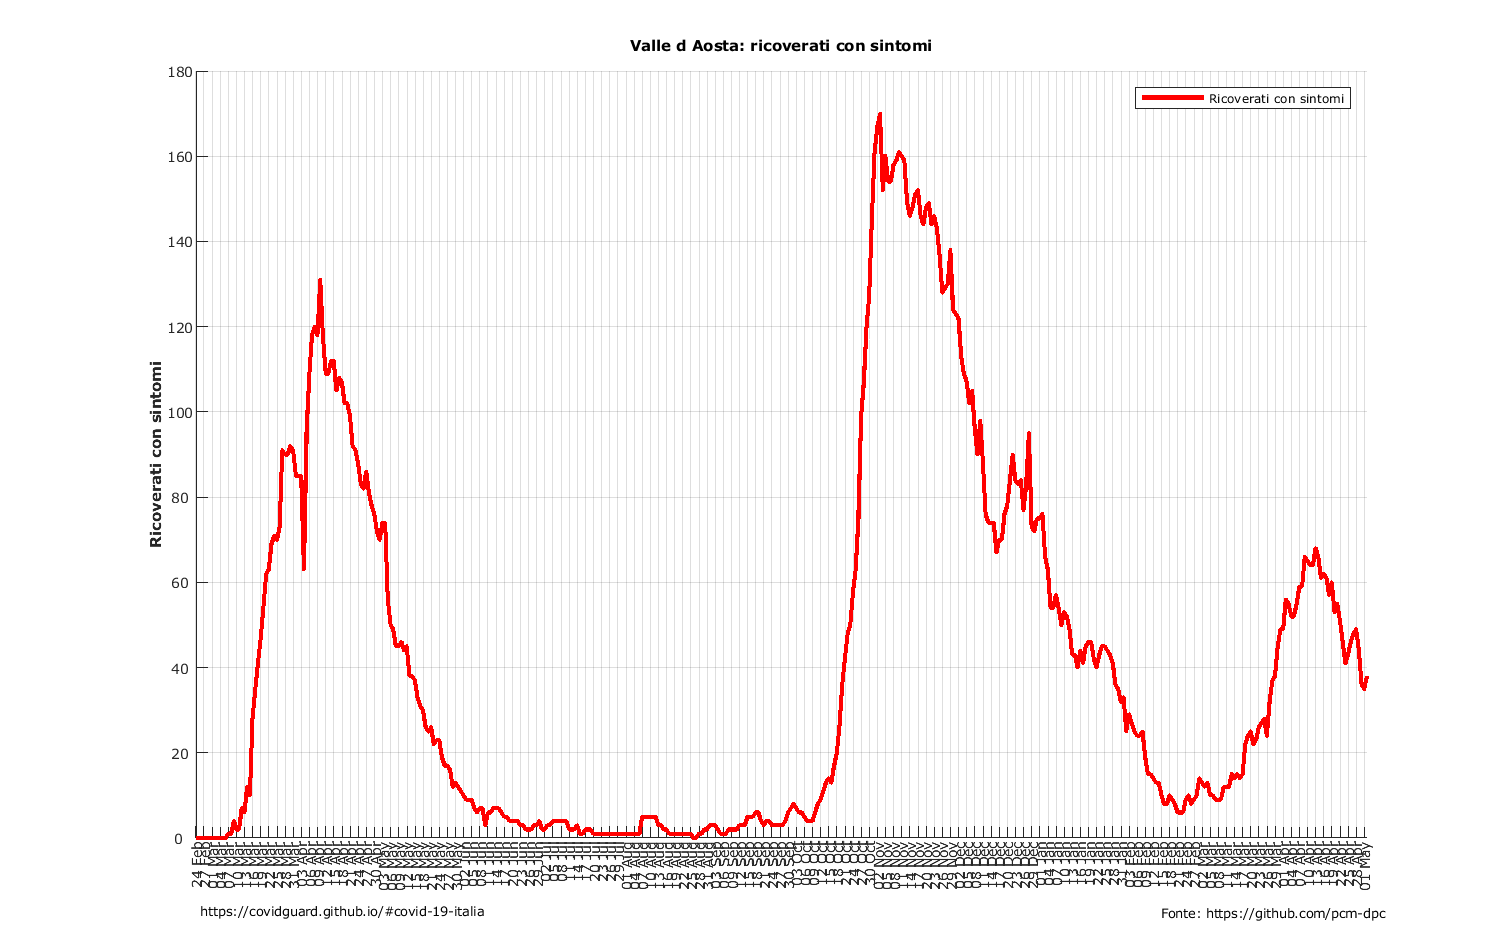 Valle d Aosta: ricoverati con sintomi
Ricoverati con sintomi
Ricoverati con sintomi
180
160
140
120
100
80
60
40
20
0
24 Feb
27 Feb
01 Mar
04 Mar
07 Mar
10 Mar
13 Mar
16 Mar
19 Mar
22 Mar
25 Mar
28 Mar
31 Mar
03 Apr
06 Apr
09 Apr
12 Apr
15 Apr
18 Apr
21 Apr
24 Apr
27 Apr
30 Apr
03 May
06 May
09 May
12 May
15 May
18 May
21 May
24 May
27 May
30 May
02 Jun
05 Jun
08 Jun
11 Jun
14 Jun
17 Jun
20 Jun
23 Jun
26 Jun
29 Jun
02 Jul
05 Jul
08 Jul
11 Jul
14 Jul
17 Jul
20 Jul
23 Jul
26 Jul
29 Jul
01 Aug
04 Aug
07 Aug
10 Aug
13 Aug
16 Aug
19 Aug
22 Aug
25 Aug
28 Aug
31 Aug
03 Sep
06 Sep
09 Sep
12 Sep
15 Sep
18 Sep
21 Sep
24 Sep
27 Sep
30 Sep
03 Oct
06 Oct
09 Oct
12 Oct
15 Oct
18 Oct
21 Oct
24 Oct
27 Oct
30 Oct
02 Nov
05 Nov
08 Nov
11 Nov
14 Nov
17 Nov
20 Nov
23 Nov
26 Nov
29 Nov
02 Dec
05 Dec
08 Dec
11 Dec
14 Dec
17 Dec
20 Dec
23 Dec
26 Dec
29 Dec
01 Jan
04 Jan
07 Jan
10 Jan
13 Jan
16 Jan
19 Jan
22 Jan
25 Jan
28 Jan
31 Jan
03 Feb
06 Feb
09 Feb
12 Feb
15 Feb
18 Feb
21 Feb
24 Feb
27 Feb
02 Mar
05 Mar
08 Mar
11 Mar
14 Mar
17 Mar
20 Mar
23 Mar
26 Mar
29 Mar
01 Apr
04 Apr
07 Apr
10 Apr
13 Apr
16 Apr
19 Apr
22 Apr
25 Apr
28 Apr
01 May
https://covidguard.github.io/#covid-19-italia
Fonte: https://github.com/pcm-dpc